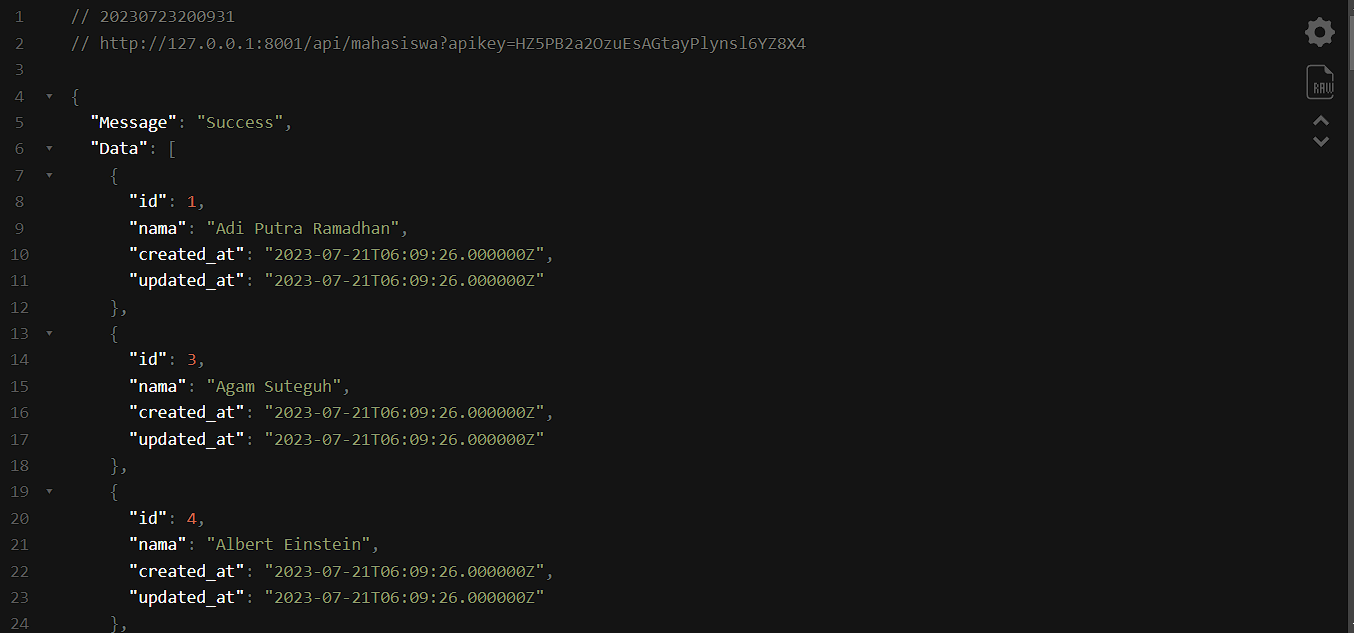 1 // 20230723200931
2 // http://127.0.0.1:8001/api/mahasiswa?apikey=HZ5PB2a2OzuEsAGtayPlynsl6YZ8X4
3
4 {
5 "Message": "Success",
6 "Data": [
7 {
8 "id": 1,
9 "nama": "Adi Putra Ramadhan",
10 "created_at": "2023-07-21T06:09:26.000000Z",
11 "updated_at": "2023-07-21T06:09:26.000000Z"
12 },
13 {
14 "id": 3,
15 "nama": "Agam Suteguh",
16 "created_at": "2023-07-21T06:09:26.000000Z",
17 "updated_at": "2023-07-21T06:09:26.000000Z"
18 },
19 {
20 "id": 4,
21 "nama": "Albert Einstein",
22 "created_at": "2023-07-21T06:09:26.000000Z",
23 "updated_at": "2023-07-21T06:09:26.000000Z"
24 },
RAW